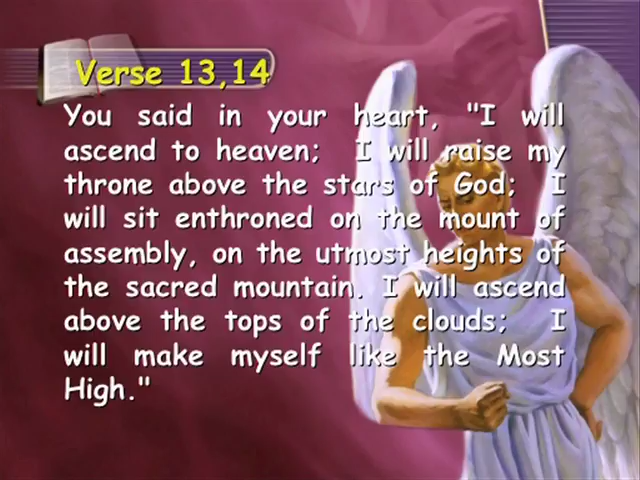 Verse 13,14
You said in your heart, "I will
ascend to heaven; I will raise my
throne above the stars of God; I
will sit enthroned on the mount of
assembly, on the utmost heights of
the sacred mountain. I will ascend
above the tops of the clouds; I
will make myself like the Most
High."